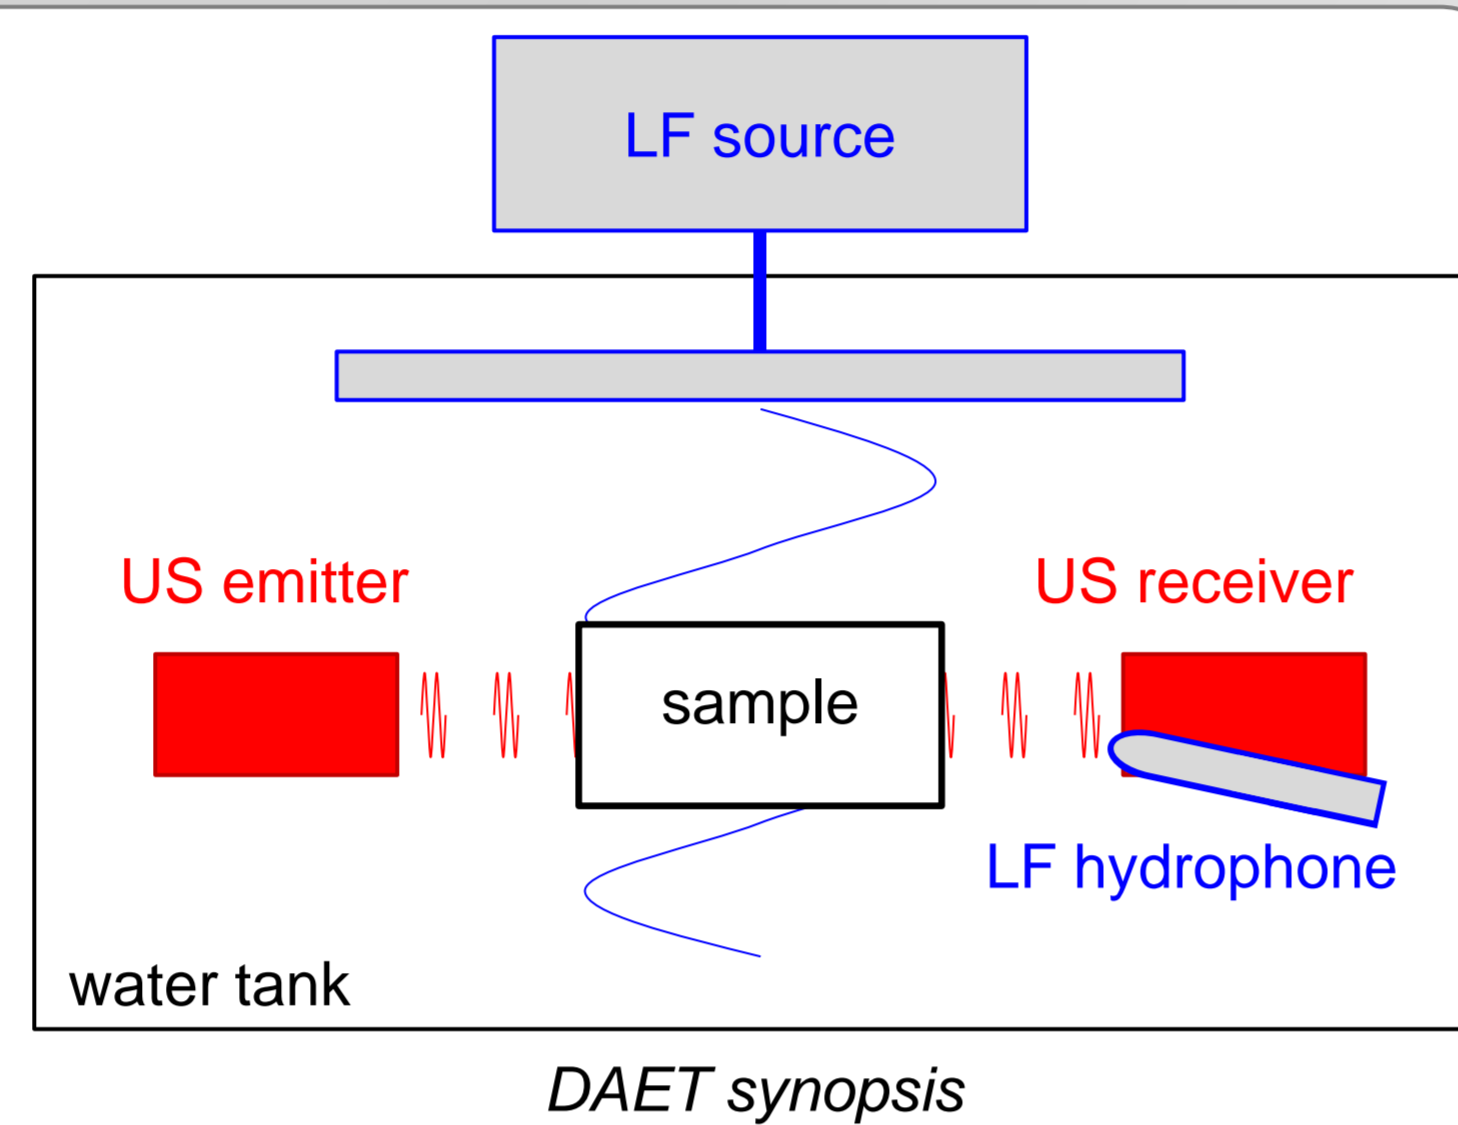 LF source
US emitter
US receiver
sample
LF hydrophone
water tank
DAET synopsis